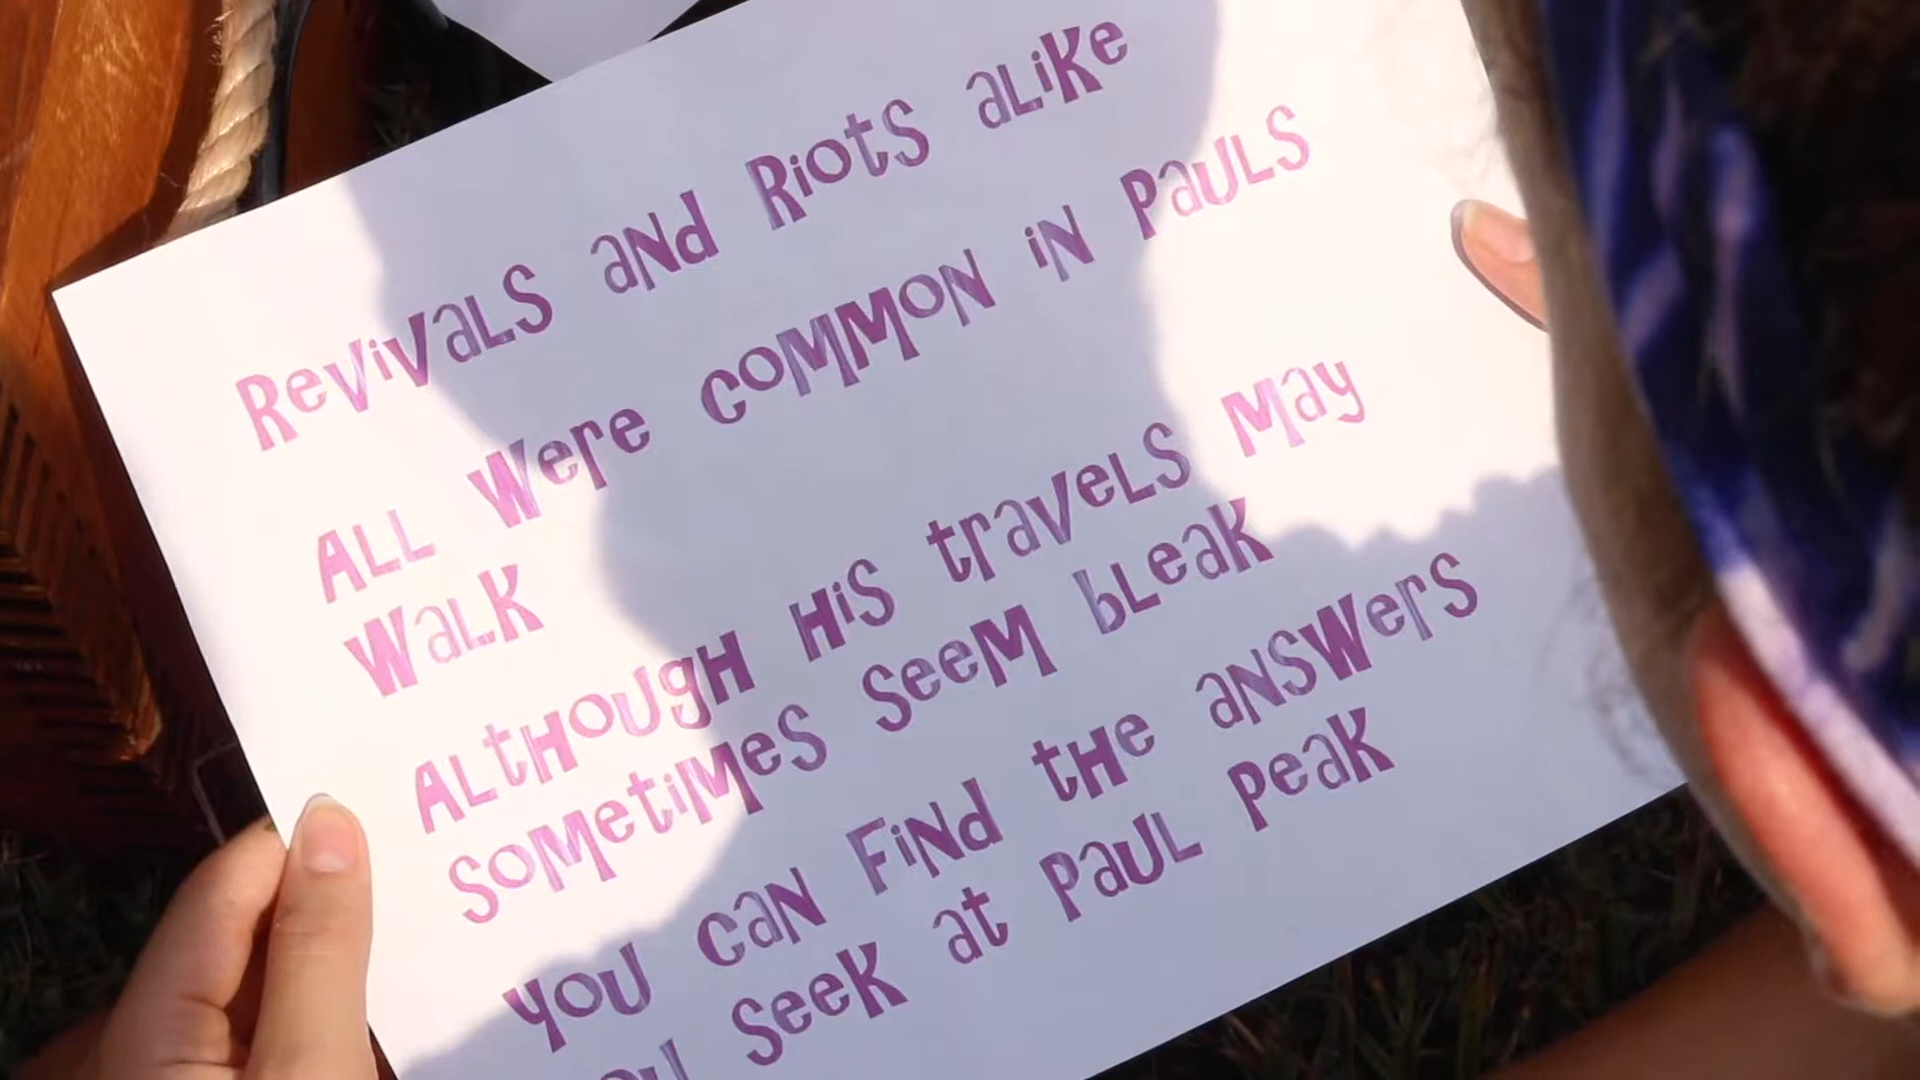 Revivals and Riots alike
All were common in Pauls
walk
Although his travels may
sometimes seem bleak
you can find the answers
you seek at Paul peak